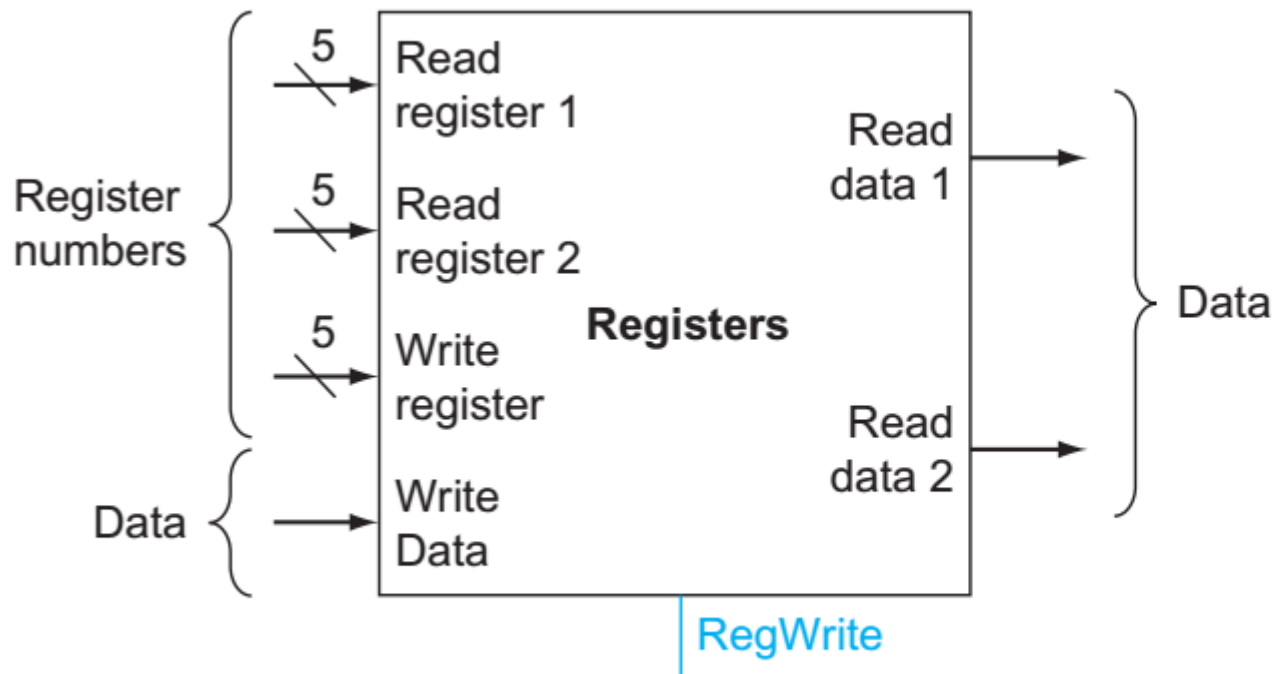 Register
numbers
Data
5
Read
register 1
5
Read
register 2
5
Write
register
Write
Data
Registers
Read
data 1
Read
data 2
Data
RegWrite